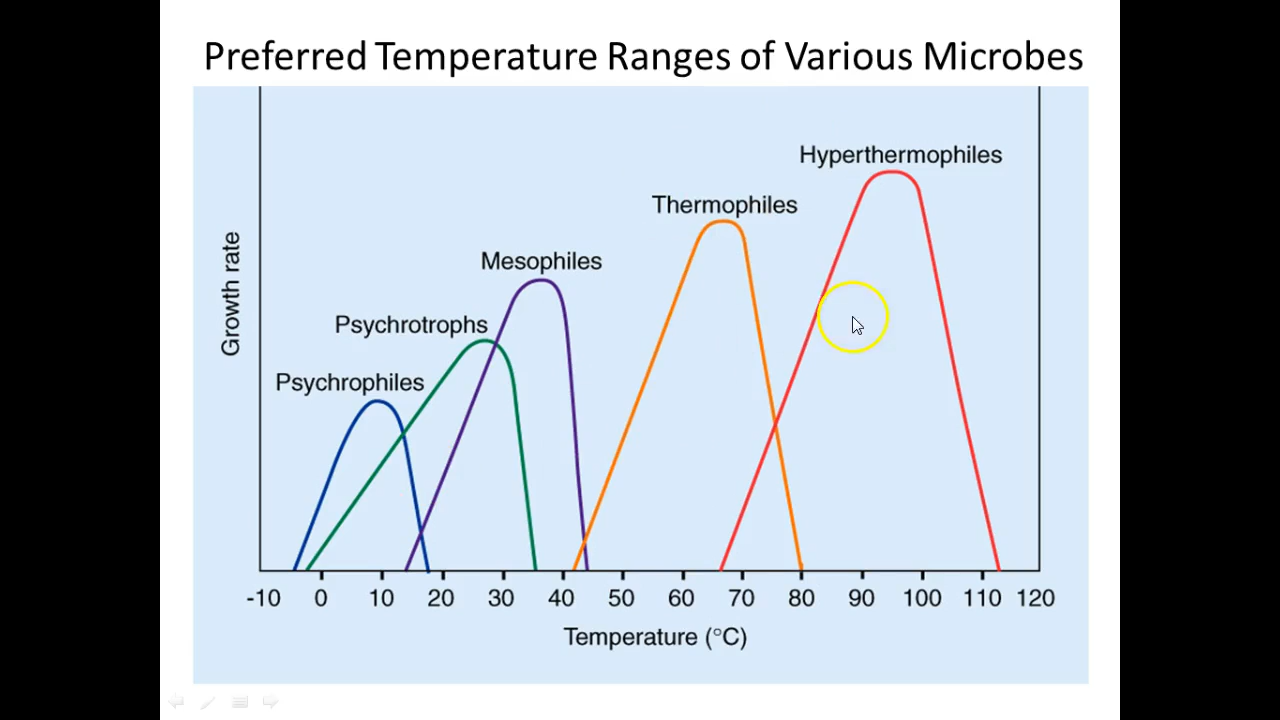 Preferred Temperature Ranges of Various Microbes
Hyperthermophiles
Thermophiles
Mesophiles
Psychrotrophs
Psychrophiles
Growth rate
-10 0 10 20 30 40 50 60 70 80 90 100 110 120
Temperature (°C)